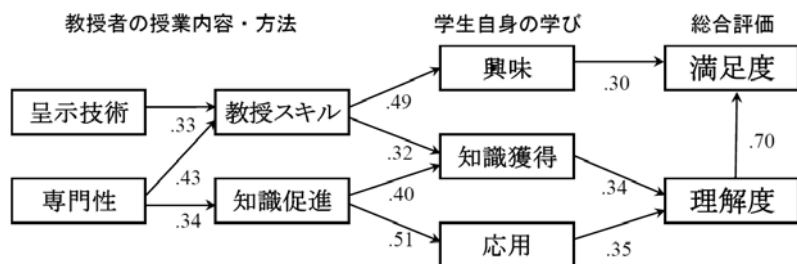 教授者の授業内容・方法
学生自身の学び
総合評価
呈示技術
専門性
教授スキル
知識促進
興味
知識獲得
応用
満足度
理解度
.33
.43
.34
.49
.32
.40
.51
.30
.34
.35
.70